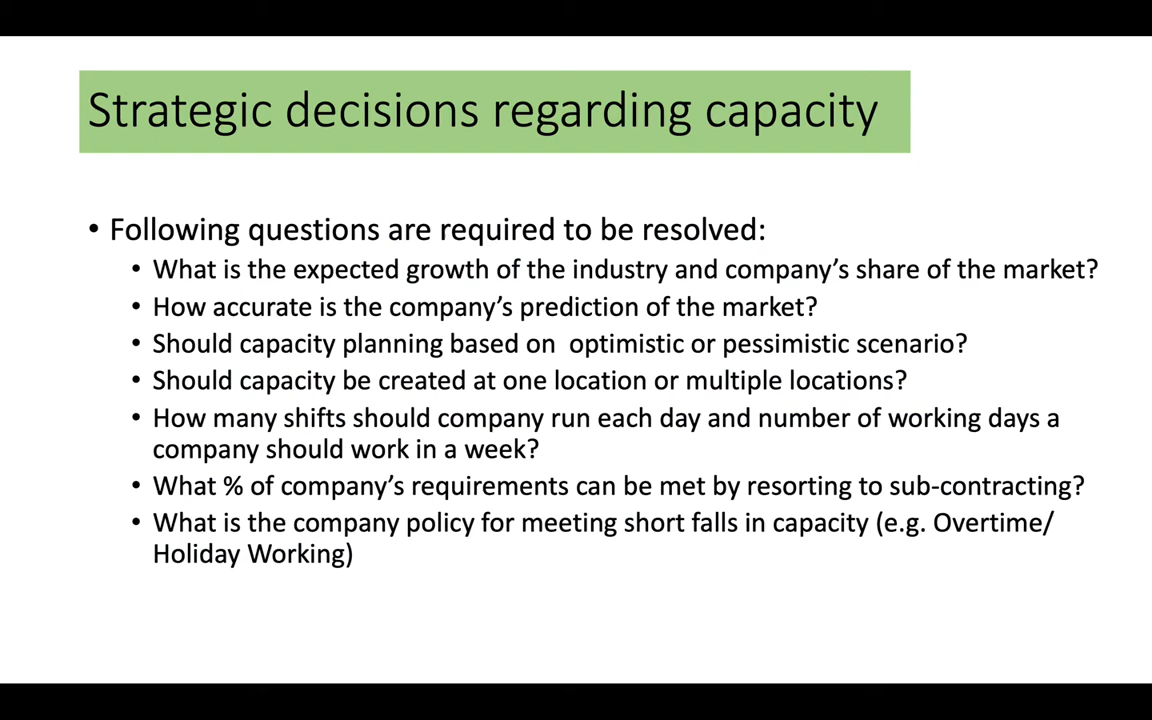 Strategic decisions regarding capacity
• Following questions are required to be resolved:
• What is the expected growth of the industry and company's share of the market?
• How accurate is the company's prediction of the market?
• Should capacity planning based on  optimistic or pessimistic scenario?
• Should capacity be created at one location or multiple locations?
• How many shifts should company run each day and number of working days a
company should work in a week?
• What % of company's requirements can be met by resorting to sub-contracting?
• What is the company policy for meeting short falls in capacity (e.g. Overtime/
Holiday Working)